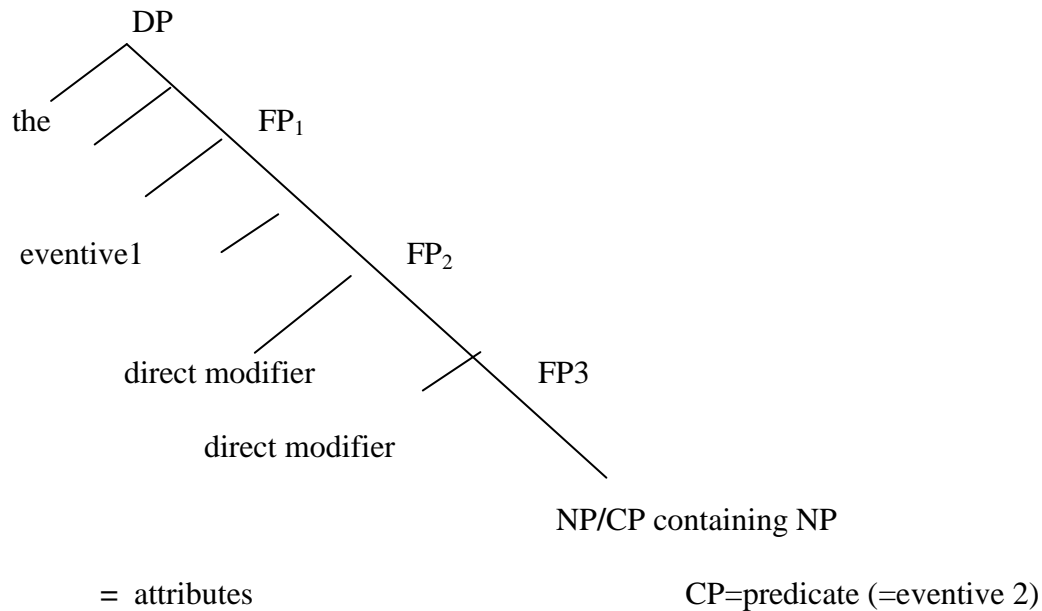 DP
the FP₁
eventive1 FP₂
direct modifier FP3
direct modifier
NP/CP containing NP
= attributes CP=predicate (=eventive 2)